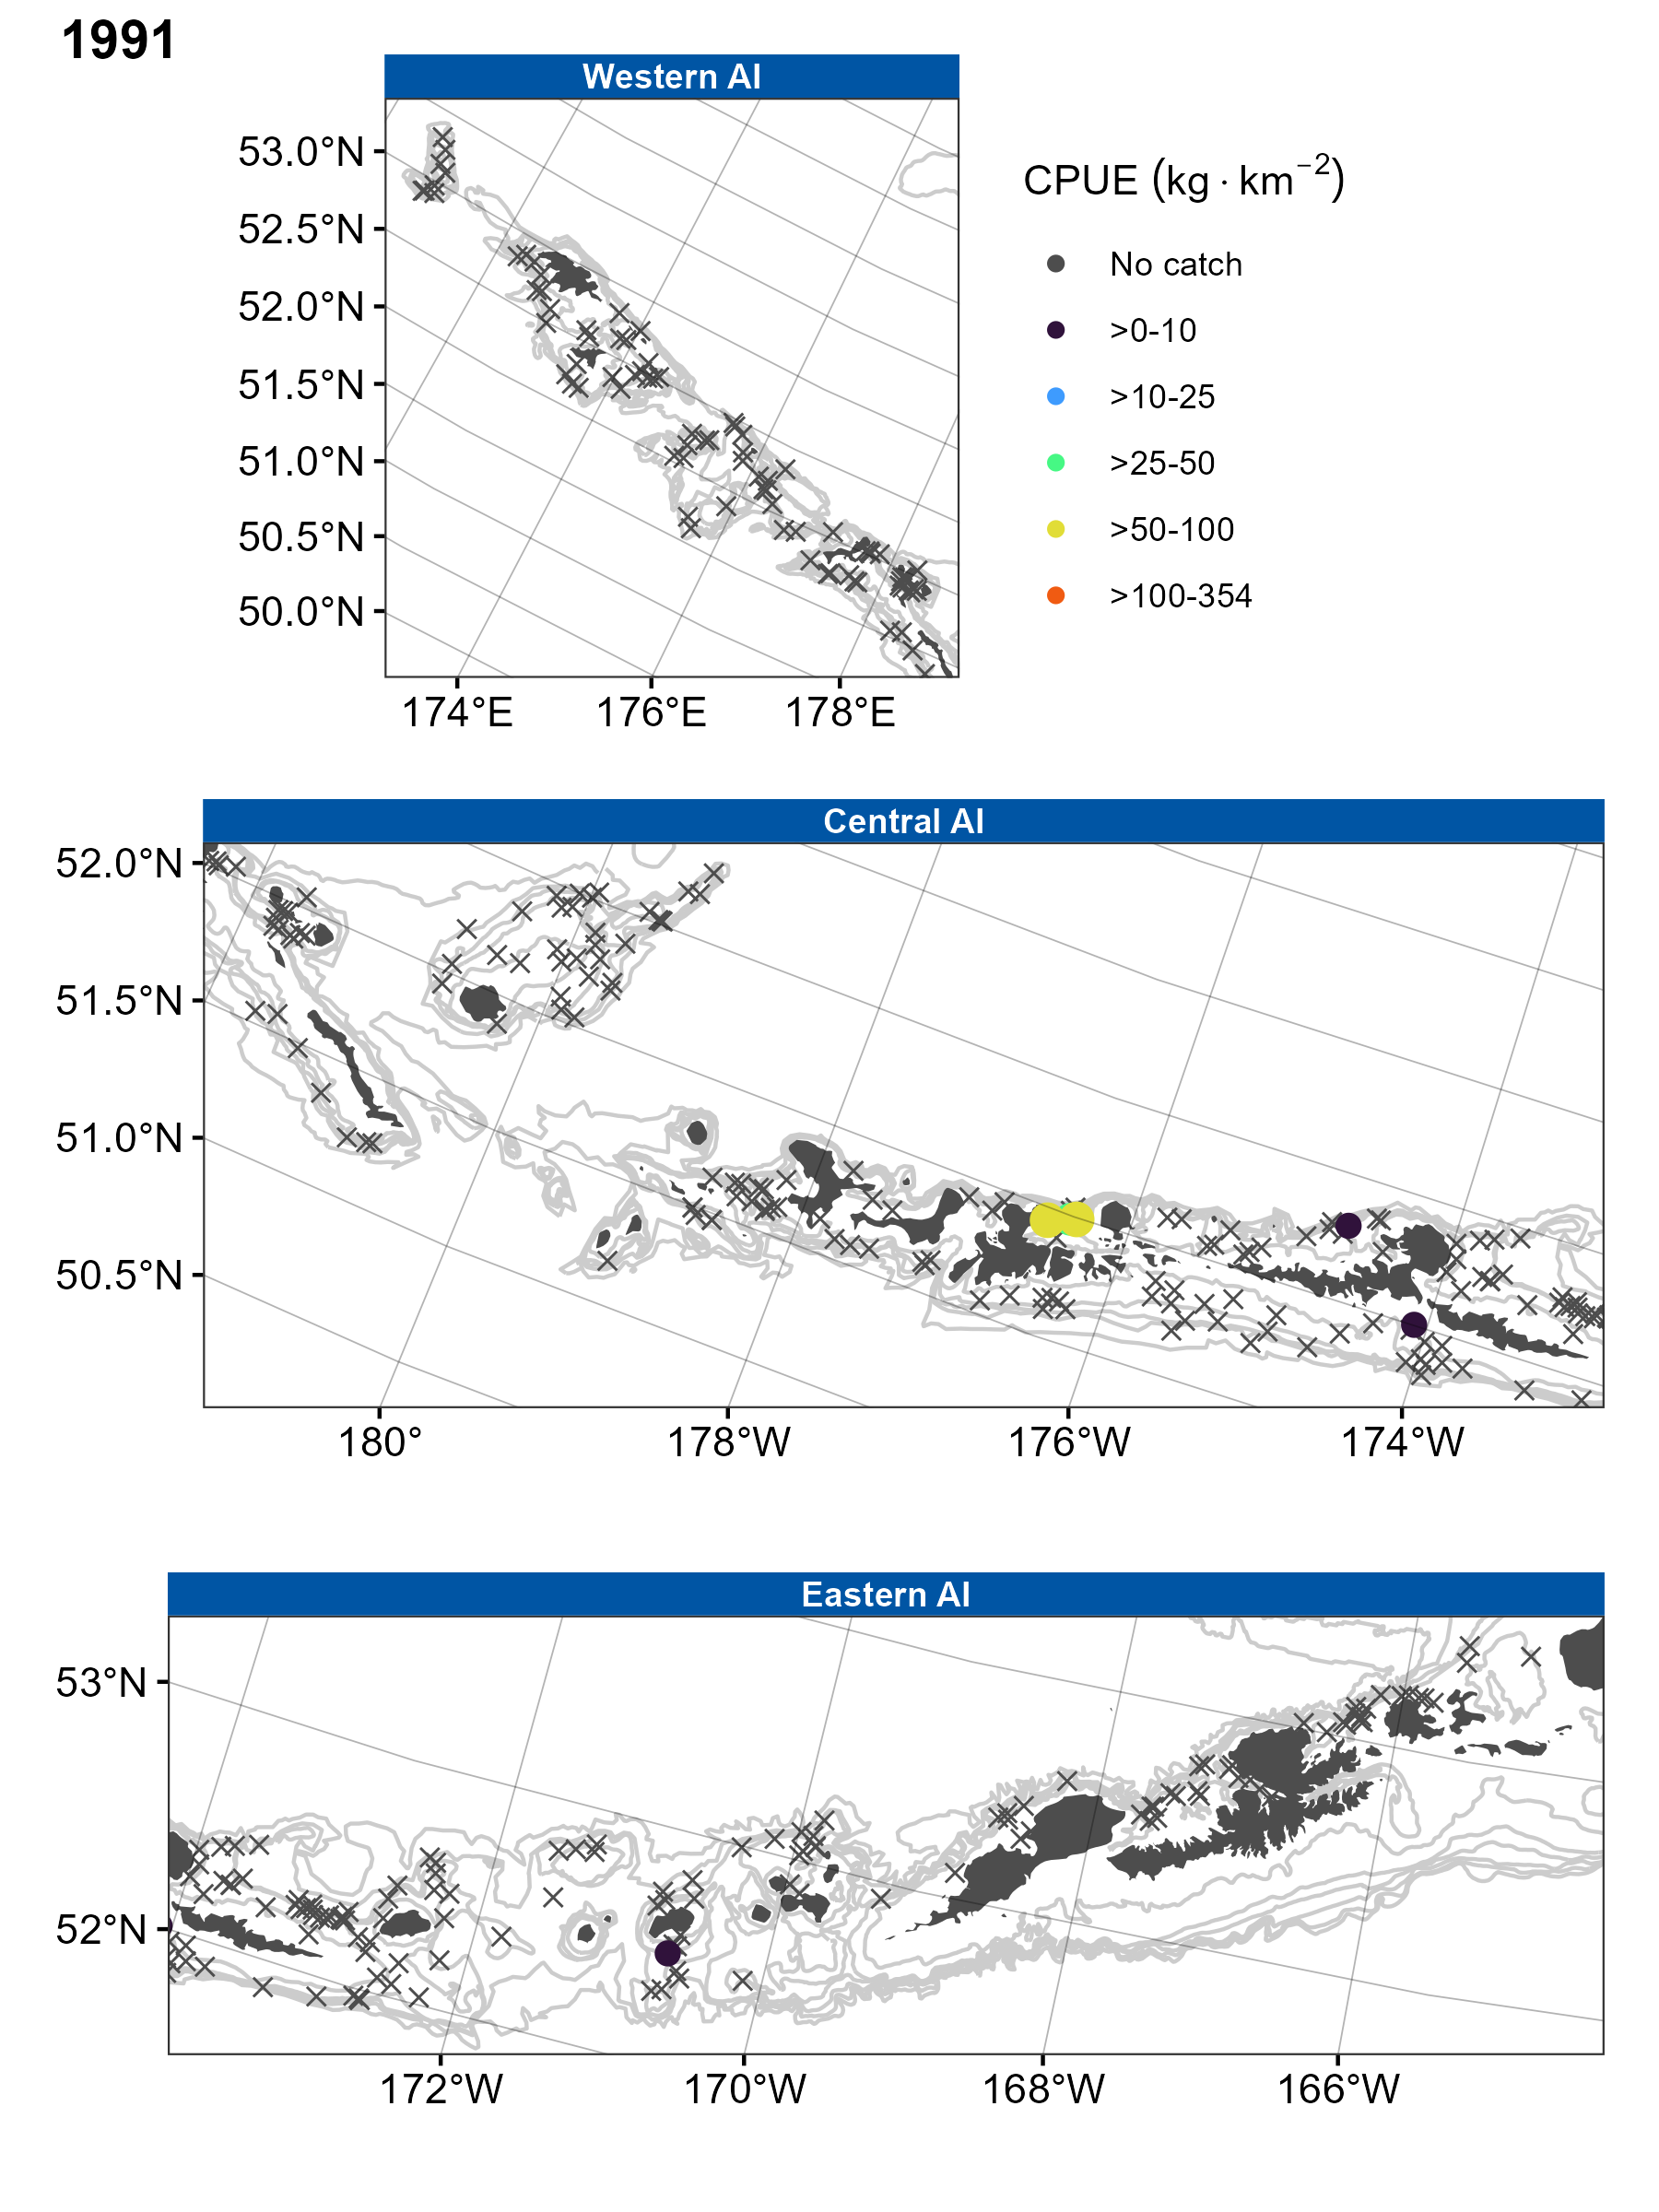 1991
Western AI
53.0°N
52.5°N
52.0°N
51.5°N
51.0°N
50.5°N
50.0°N
174°E 176°E 178°E
CPUE (kg · km⁻²)
No catch
>0-10
>10-25
>25-50
>50-100
>100-354
Central AI
52.0°N
51.5°N
51.0°N
50.5°N
180° 178°W 176°W 174°W
Eastern AI
53°N
52°N
172°W 170°W 168°W 166°W